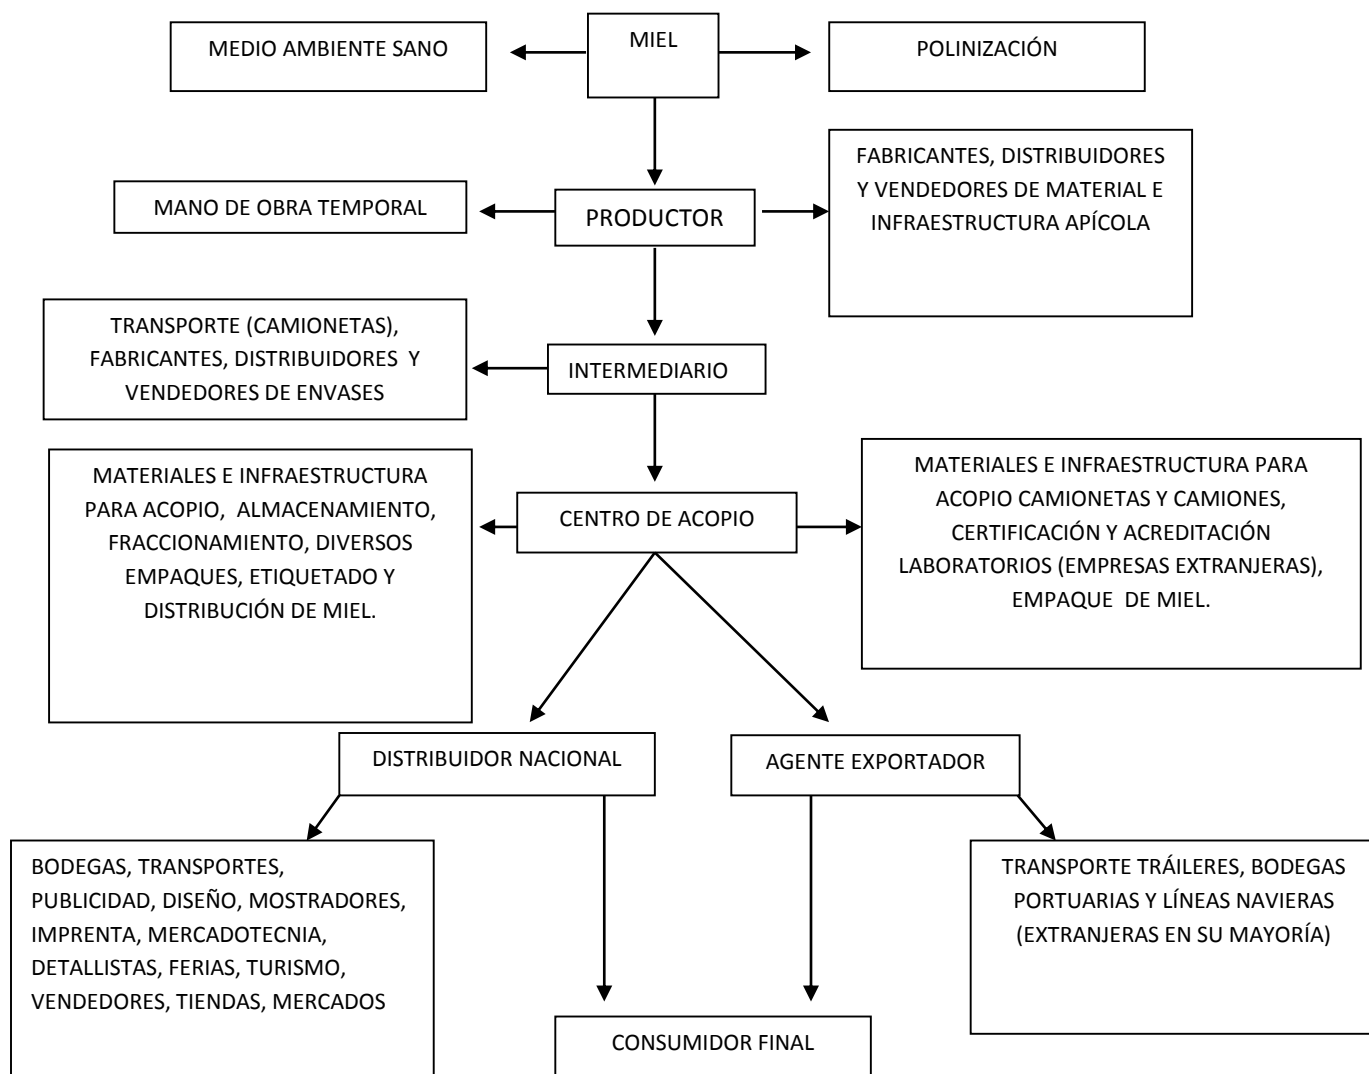 MIEL
MEDIO AMBIENTE SANO
POLINIZACIÓN
FABRICANTES, DISTRIBUIDORES
Y VENDEDORES DE MATERIAL E
INFRAESTRUCTURA APÍCOLA
MANO DE OBRA TEMPORAL
PRODUCTOR
TRANSPORTE (CAMIONETAS),
FABRICANTES, DISTRIBUIDORES Y
VENDEDORES DE ENVASES
INTERMEDIARIO
MATERIALES E INFRAESTRUCTURA
PARA ACOPIO, ALMACENAMIENTO,
FRACCIONAMIENTO, DIVERSOS
EMPAQUES, ETIQUETADO Y
DISTRIBUCIÓN DE MIEL.
CENTRO DE ACOPIO
MATERIALES E INFRAESTRUCTURA PARA
ACOPIO CAMIONETAS Y CAMIONES,
CERTIFICACIÓN Y ACREDITACIÓN
LABORATORIOS (EMPRESAS EXTRANJERAS),
EMPAQUE DE MIEL.
DISTRIBUIDOR NACIONAL
AGENTE EXPORTADOR
BODEGAS, TRANSPORTES,
PUBLICIDAD, DISEÑO, MOSTRADORES,
IMPRENTA, MERCADOTECNIA,
DETALLISTAS, FERIAS, TURISMO,
VENDEDORES, TIENDAS, MERCADOS
TRANSPORTE TRÁILERES, BODEGAS
PORTUARIAS Y LÍNEAS NAVIERAS
(EXTRANJERAS EN SU MAYORÍA)
CONSUMIDOR FINAL